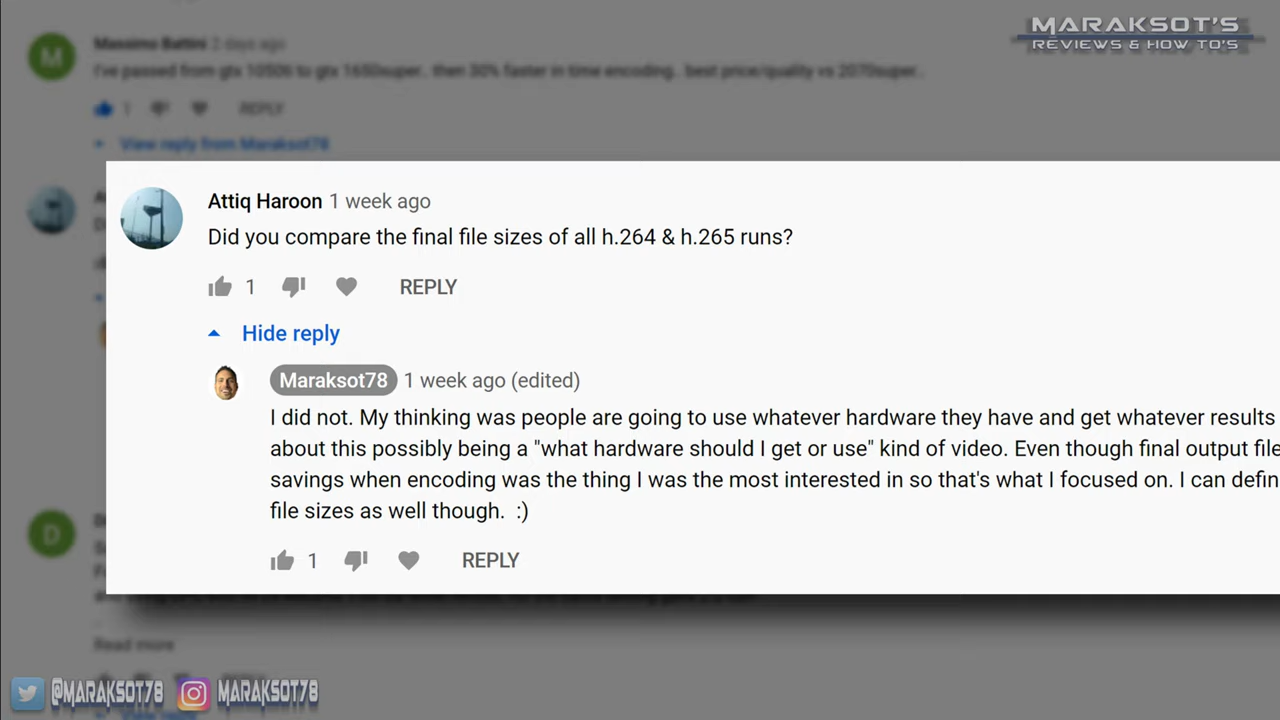 MARAKSOT'S
REVIEWS & HOW TO'S
Massimo Battini 2 days ago
I've passed from gtx 1050ti to gtx 1650super.. then 30% faster in time encoding.. best price/quality vs 2070super..
1 REPLY
View reply from Maraksot78
Attiq Haroon 1 week ago
Did you compare the final file sizes of all h.264 & h.265 runs?
1 REPLY
Hide reply
Maraksot78 1 week ago (edited)
I did not. My thinking was people are going to use whatever hardware they have and get whatever results
about this possibly being a "what hardware should I get or use" kind of video. Even though final output file
savings when encoding was the thing I was the most interested in so that's what I focused on. I can defin
file sizes as well though. :)
1 REPLY
Read more
@MARAKSOT78 MARAKSOT78